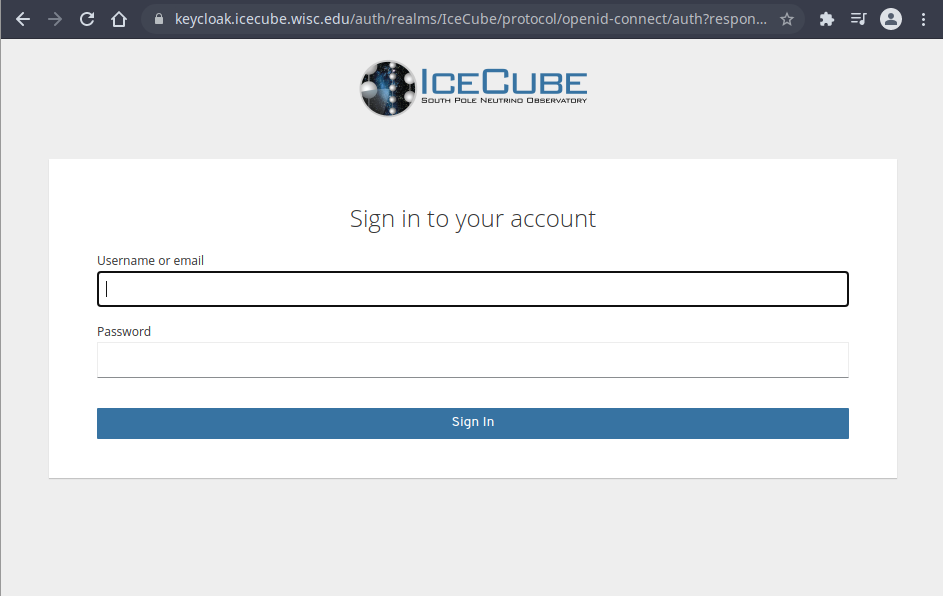 keycloak.icecube.wisc.edu/auth/realms/IceCube/protocol/openid-connect/auth?respon...
ICECUBE
SOUTH POLE NEUTRINO OBSERVATORY
Sign in to your account
Username or email
Password
Sign In